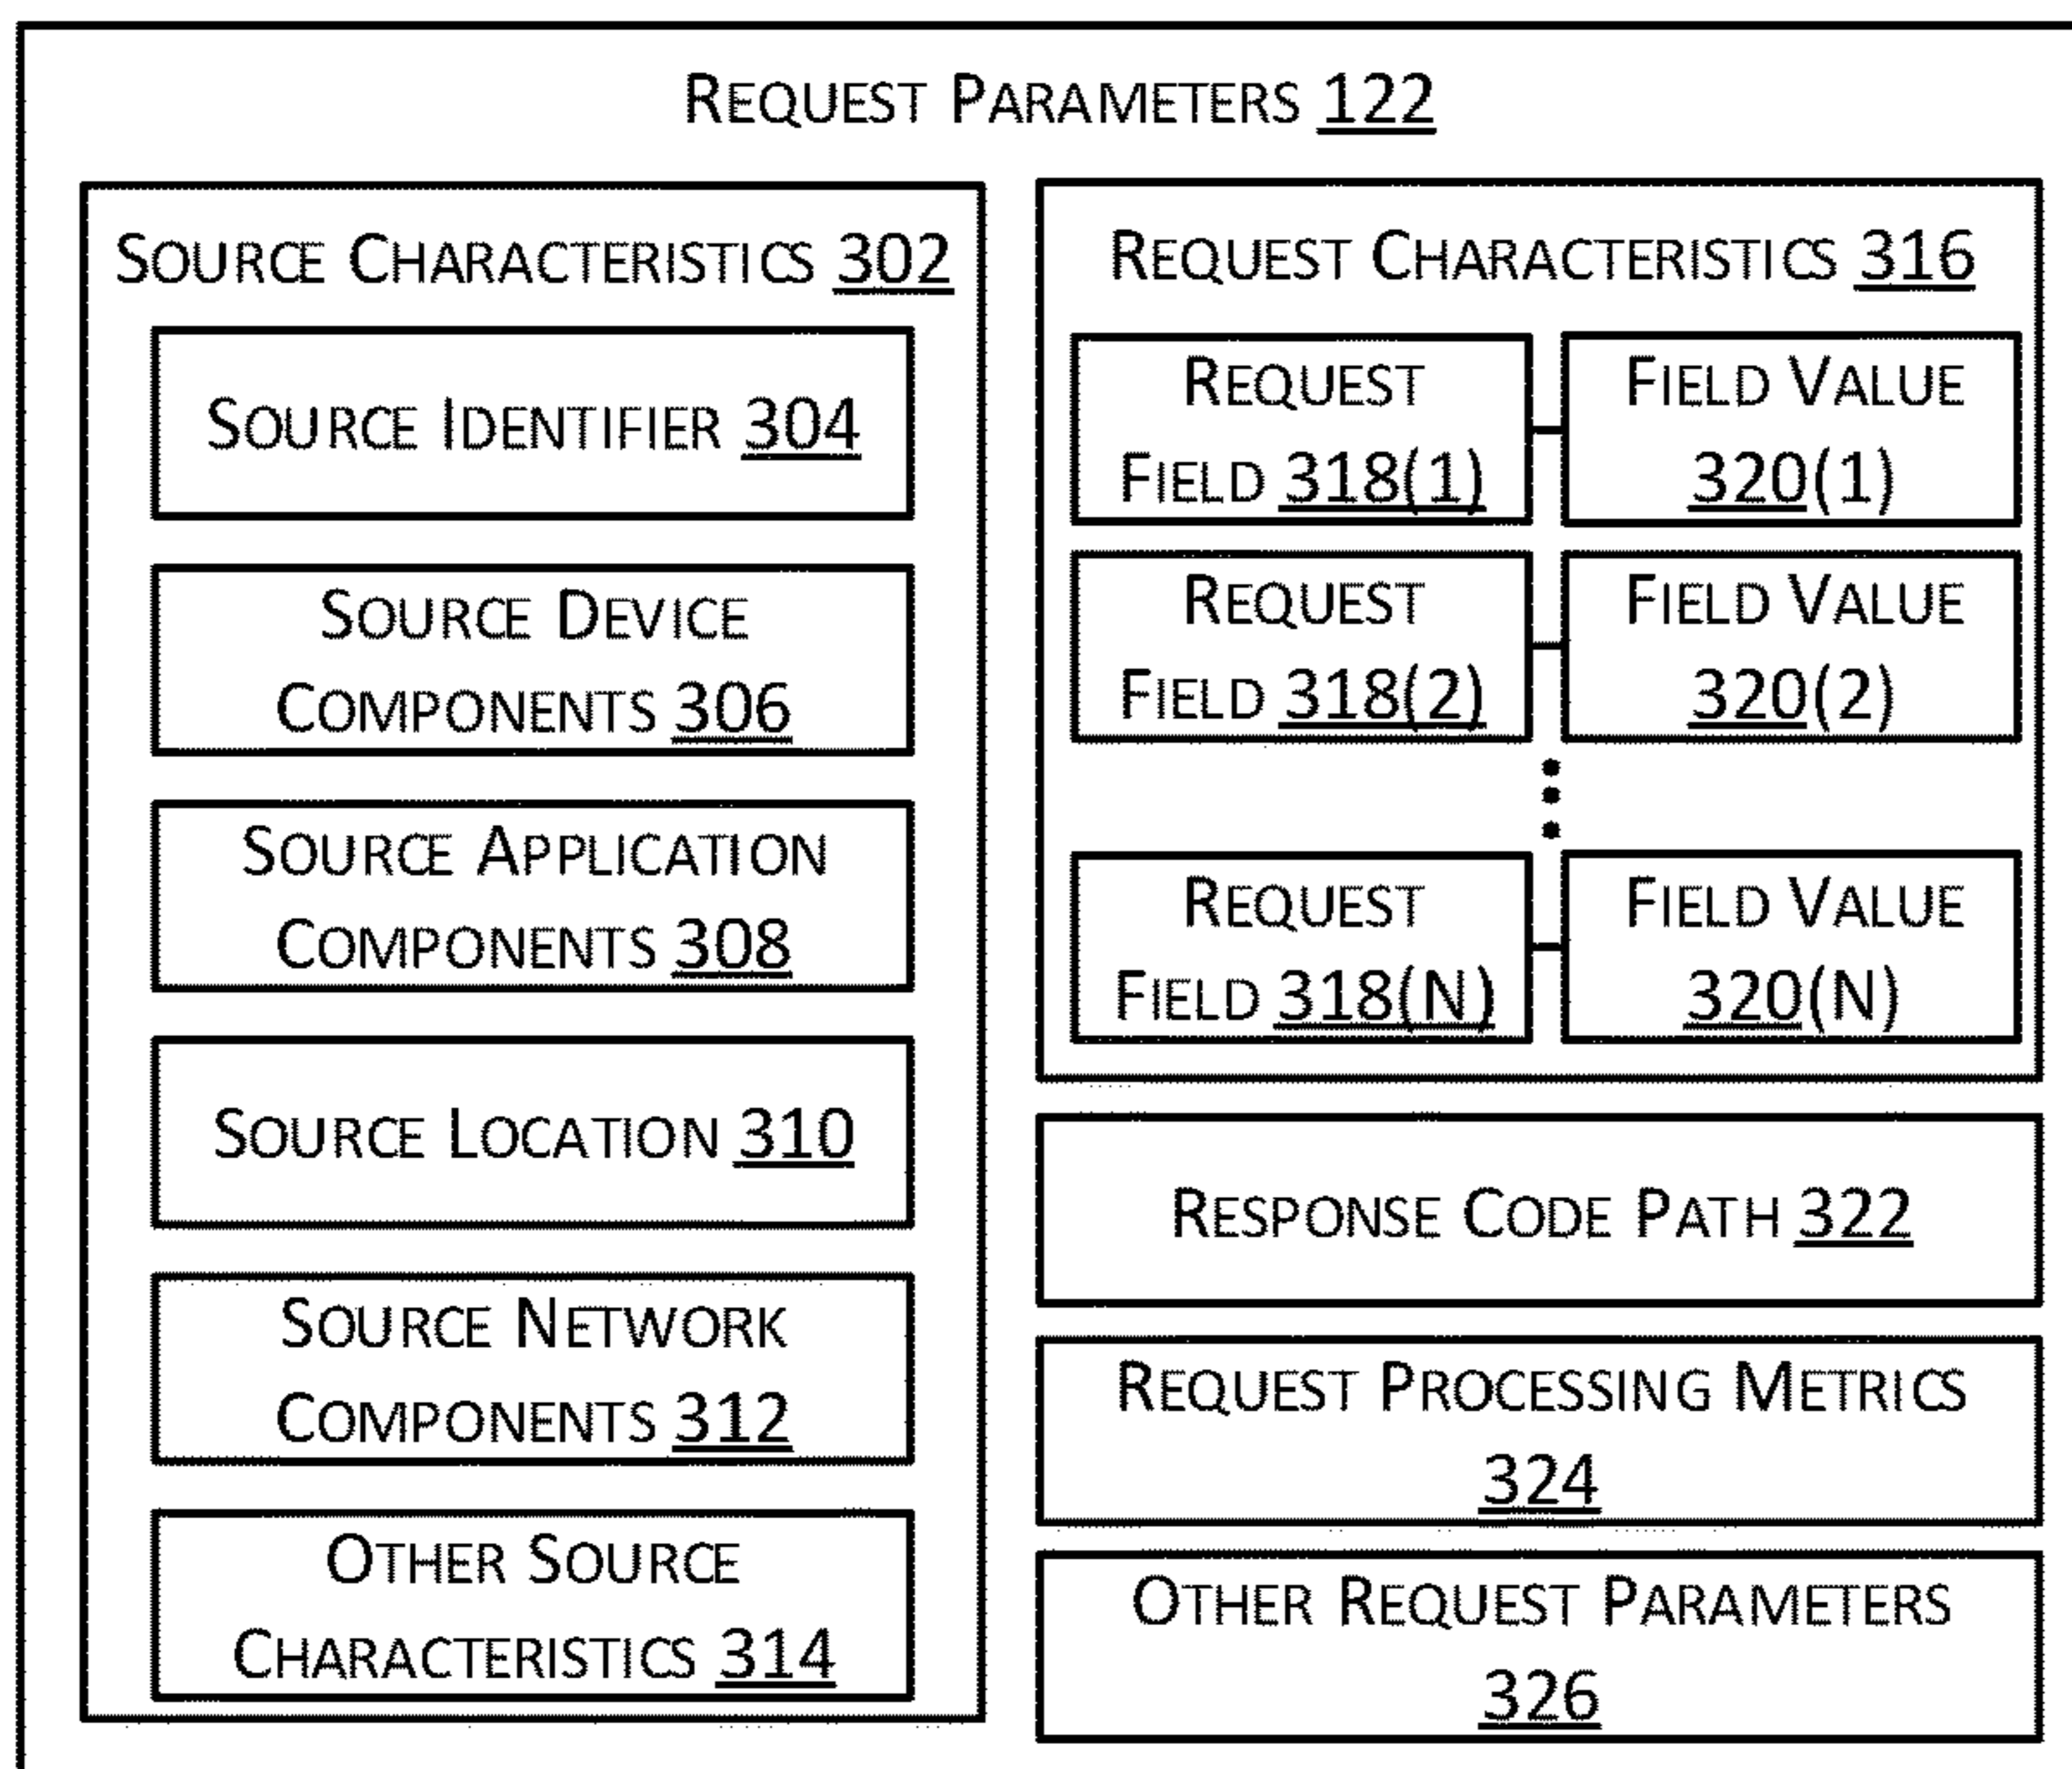 REQUEST PARAMETERS 122
SOURCE CHARACTERISTICS 302
SOURCE IDENTIFIER 304
SOURCE DEVICE
COMPONENTS 306
SOURCE APPLICATION
COMPONENTS 308
SOURCE LOCATION 310
SOURCE NETWORK
COMPONENTS 312
OTHER SOURCE
CHARACTERISTICS 314
REQUEST CHARACTERISTICS 316
REQUEST
FIELD 318(1)
FIELD VALUE
320(1)
REQUEST
FIELD 318(2)
FIELD VALUE
320(2)
REQUEST
FIELD 318(N)
FIELD VALUE
320(N)
RESPONSE CODE PATH 322
REQUEST PROCESSING METRICS
324
OTHER REQUEST PARAMETERS
326